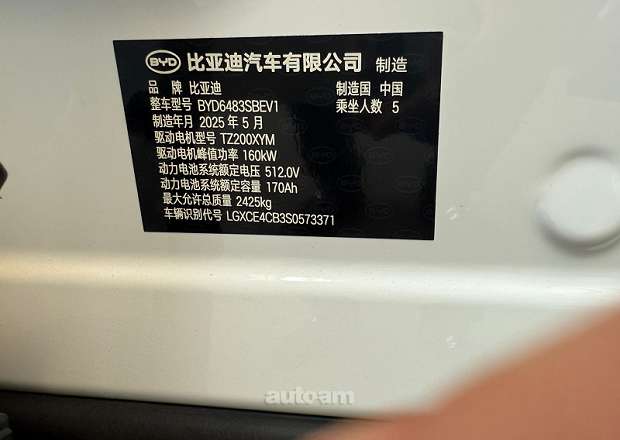 BYD 比亚迪汽车有限公司 制造
品 牌 比亚迪 制造国 中国
整车型号 BYD6483SBEV1 乘坐人数 5
制造年月 2025 年 5 月
驱动电机型号 TZ200XYM
驱动电机峰值功率 160kW
动力电池系统额定电压 512.0V
动力电池系统额定容量 170Ah
最大允许总质量 2425kg
车辆识别代号 LGXCE4CB3S0573371
auto.am